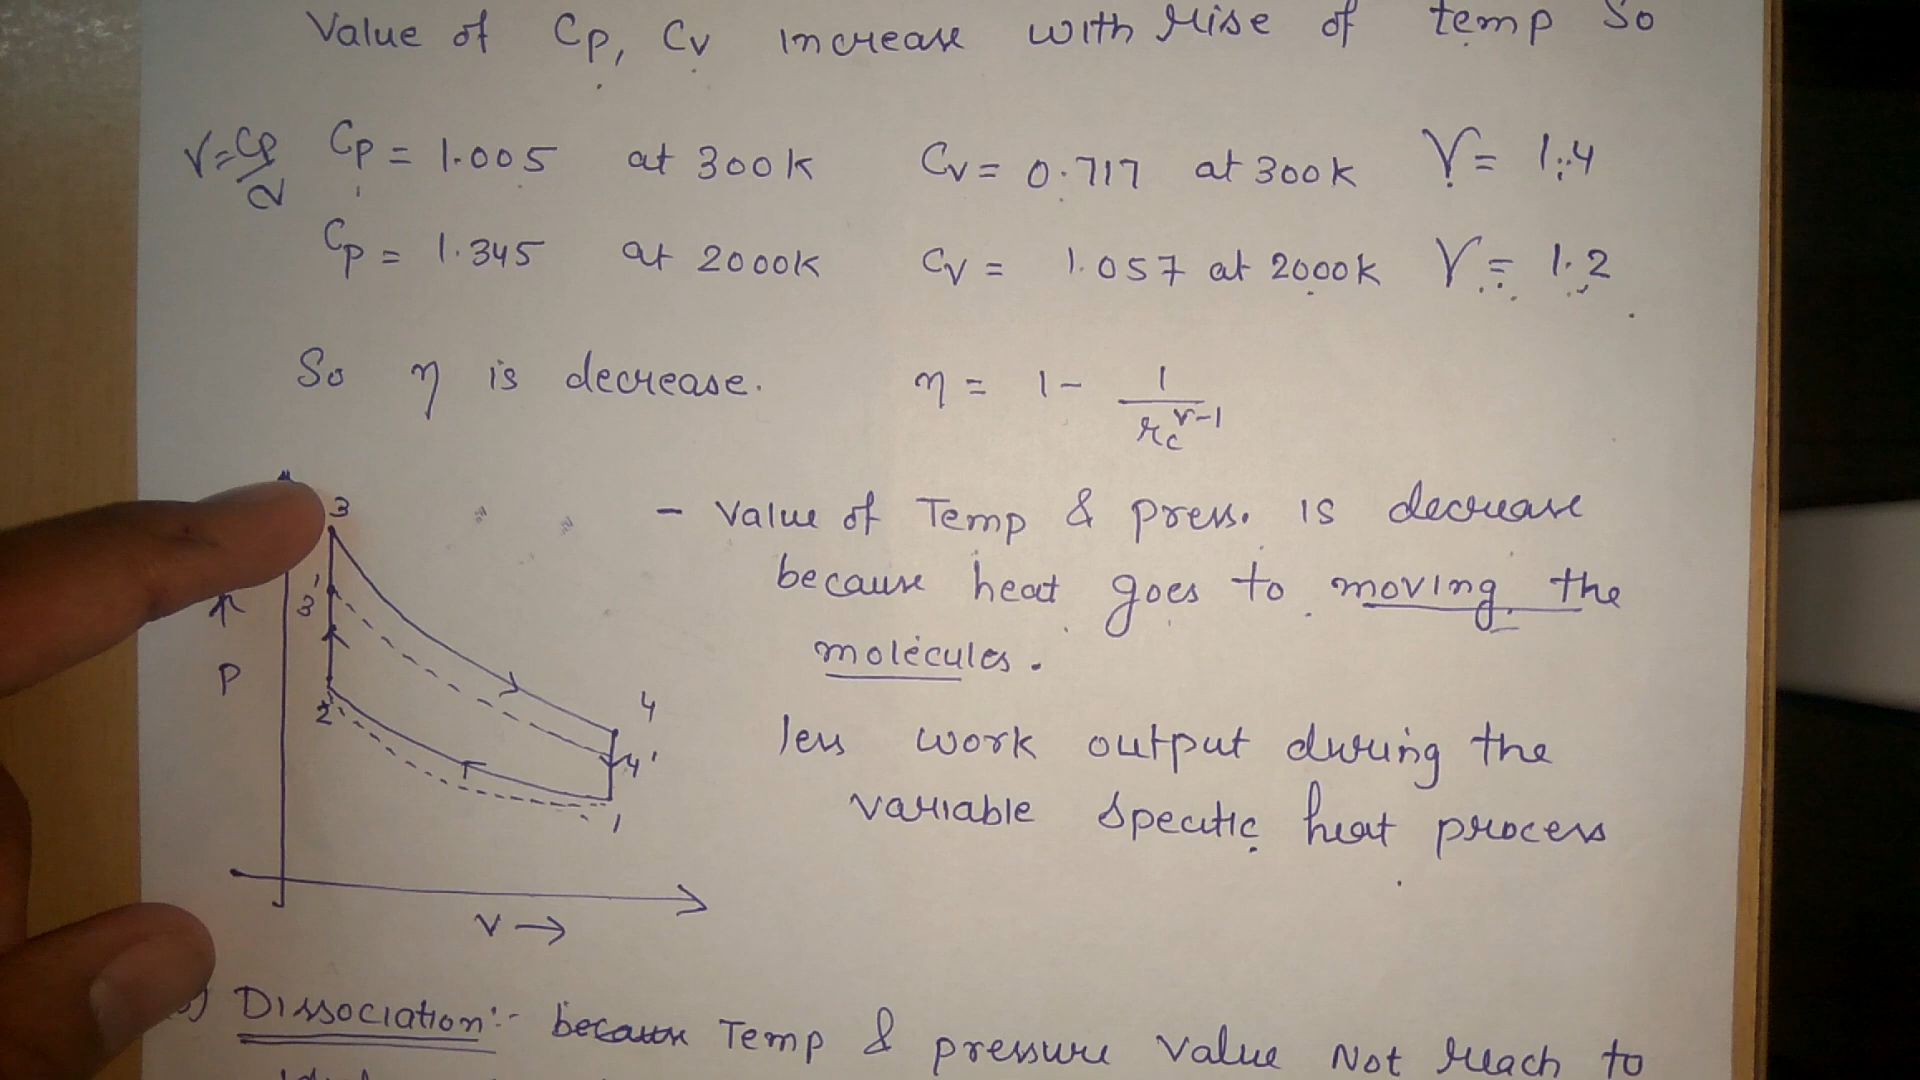 Value of Cp, Cv increase with rise of temp So
γ=Cp/Cv Cp = 1.005 at 300K Cv = 0.717 at 300K γ = 1.4
Cp = 1.345 at 2000K Cv = 1.057 at 2000K γ = 1.2
So η is decrease. η = 1 - 1/rc^γ-1
3
- Value of Temp & press. is decrease
because heat goes to moving the
3'
molecules.
P
2
4
less work output during the
4'
variable specific heat process
1
V →
Dissociation:- because Temp & pressure value Not reach to